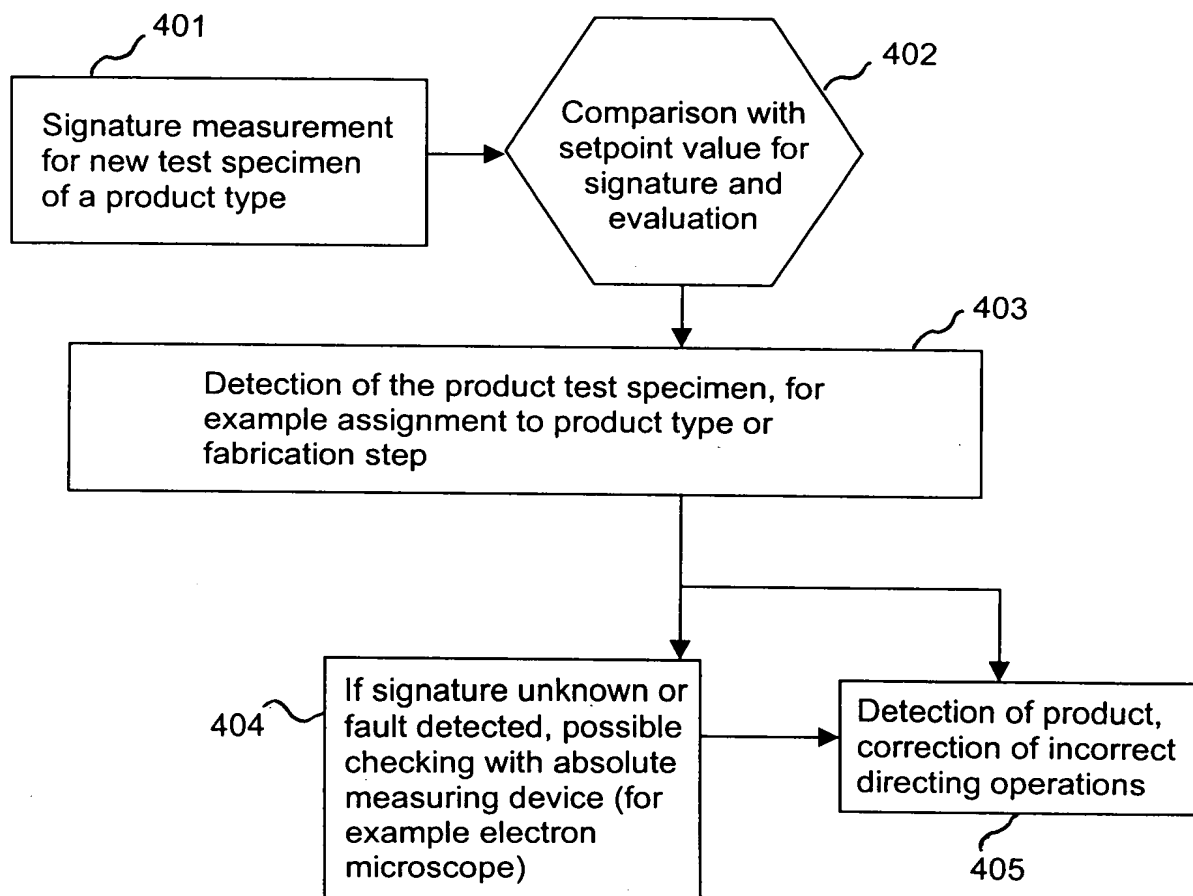 401
Signature measurement
for new test specimen
of a product type
402
Comparison with
setpoint value for
signature and
evaluation
403
Detection of the product test specimen, for
example assignment to product type or
fabrication step
404
If signature unknown or
fault detected, possible
checking with absolute
measuring device (for
example electron
microscope)
Detection of product,
correction of incorrect
directing operations
405